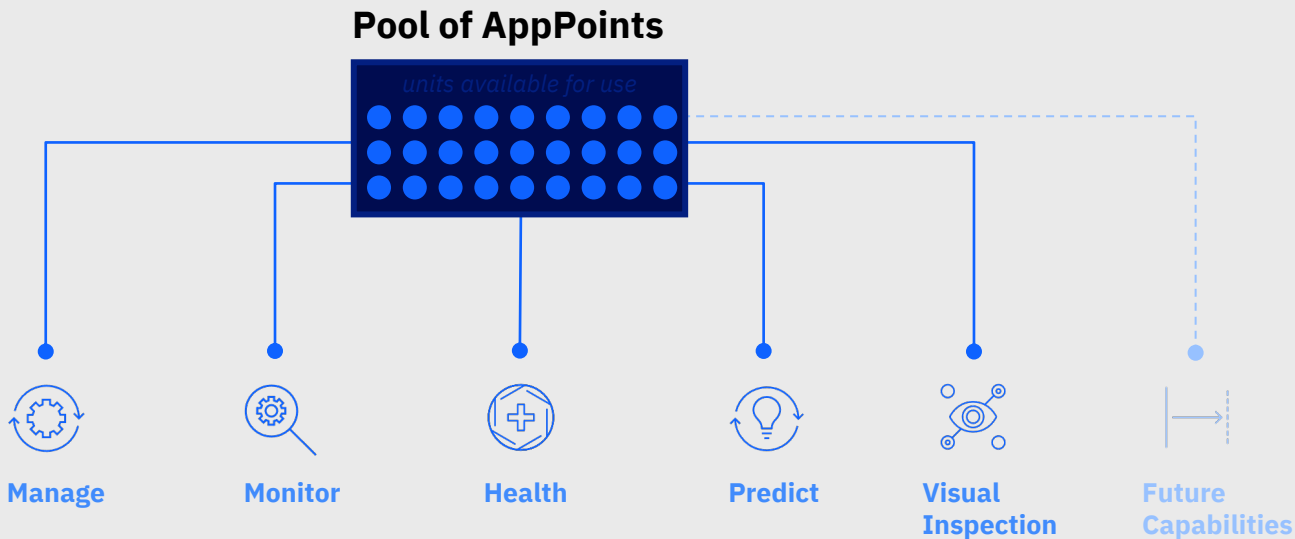 Pool of AppPoints
units available for use
Manage
Monitor
Health
Predict
Visual
Inspection
Future
Capabilities